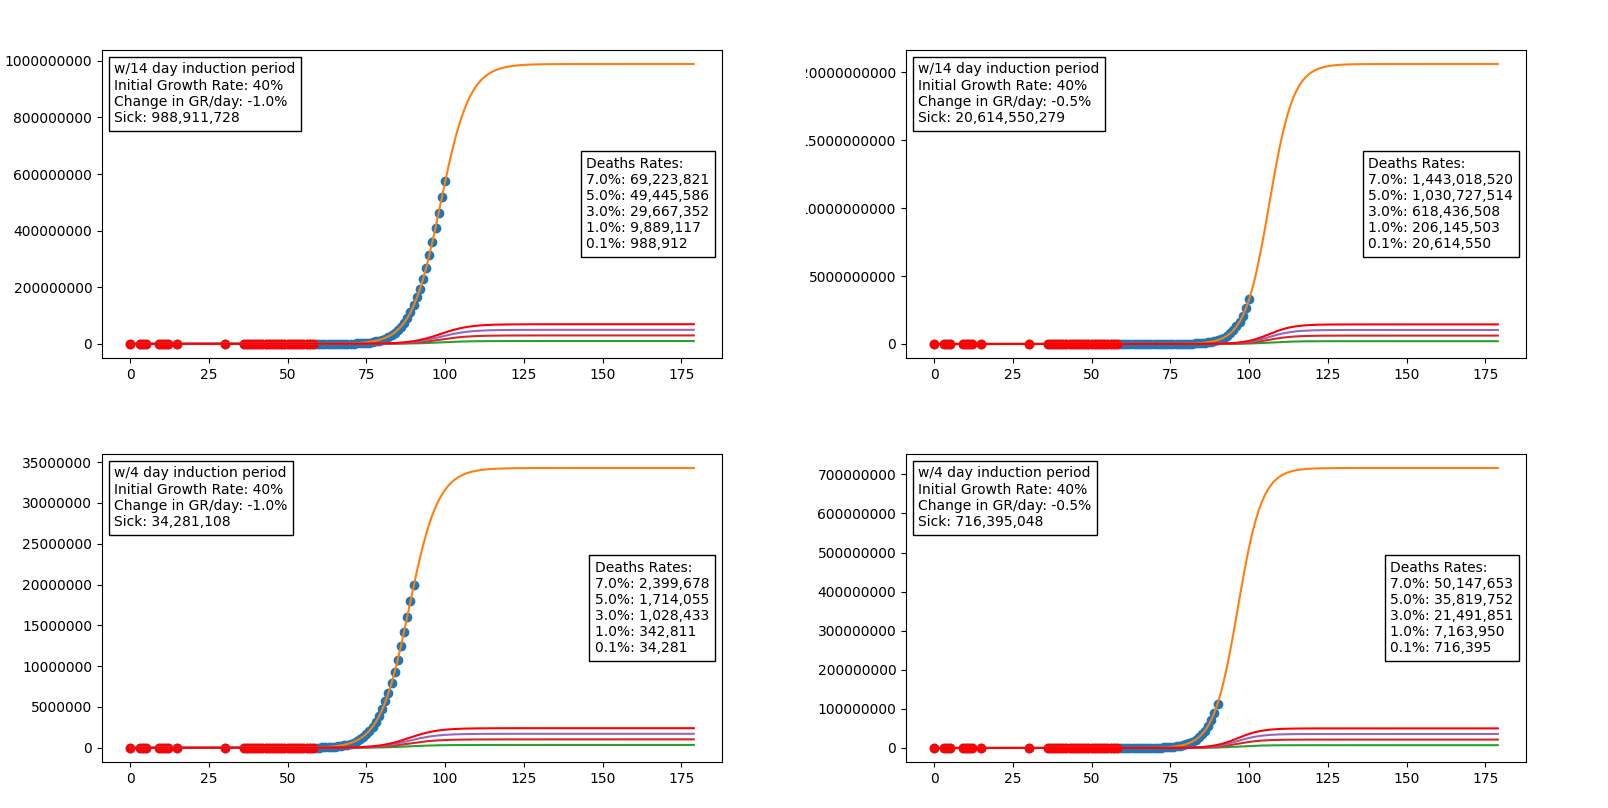 w/14 day induction period
Initial Growth Rate: 40%
Change in GR/day: -1.0%
Sick: 988,911,728
Deaths Rates:
7.0%: 69,223,821
5.0%: 49,445,586
3.0%: 29,667,352
1.0%: 9,889,117
0.1%: 988,912
1000000000
800000000
600000000
400000000
200000000
0
0 25 50 75 100 125 150 175
w/14 day induction period
Initial Growth Rate: 40%
Change in GR/day: -0.5%
Sick: 20,614,550,279
Deaths Rates:
7.0%: 1,443,018,520
5.0%: 1,030,727,514
3.0%: 618,436,508
1.0%: 206,145,503
0.1%: 20,614,550
5000000000
0
0 25 50 75 100 125 150 175
w/4 day induction period
Initial Growth Rate: 40%
Change in GR/day: -1.0%
Sick: 34,281,108
Deaths Rates:
7.0%: 2,399,678
5.0%: 1,714,055
3.0%: 1,028,433
1.0%: 342,811
0.1%: 34,281
35000000
30000000
25000000
20000000
15000000
10000000
5000000
0
0 25 50 75 100 125 150 175
w/4 day induction period
Initial Growth Rate: 40%
Change in GR/day: -0.5%
Sick: 716,395,048
Deaths Rates:
7.0%: 50,147,653
5.0%: 35,819,752
3.0%: 21,491,851
1.0%: 7,163,950
0.1%: 716,395
700000000
600000000
500000000
400000000
300000000
200000000
100000000
0
0 25 50 75 100 125 150 175